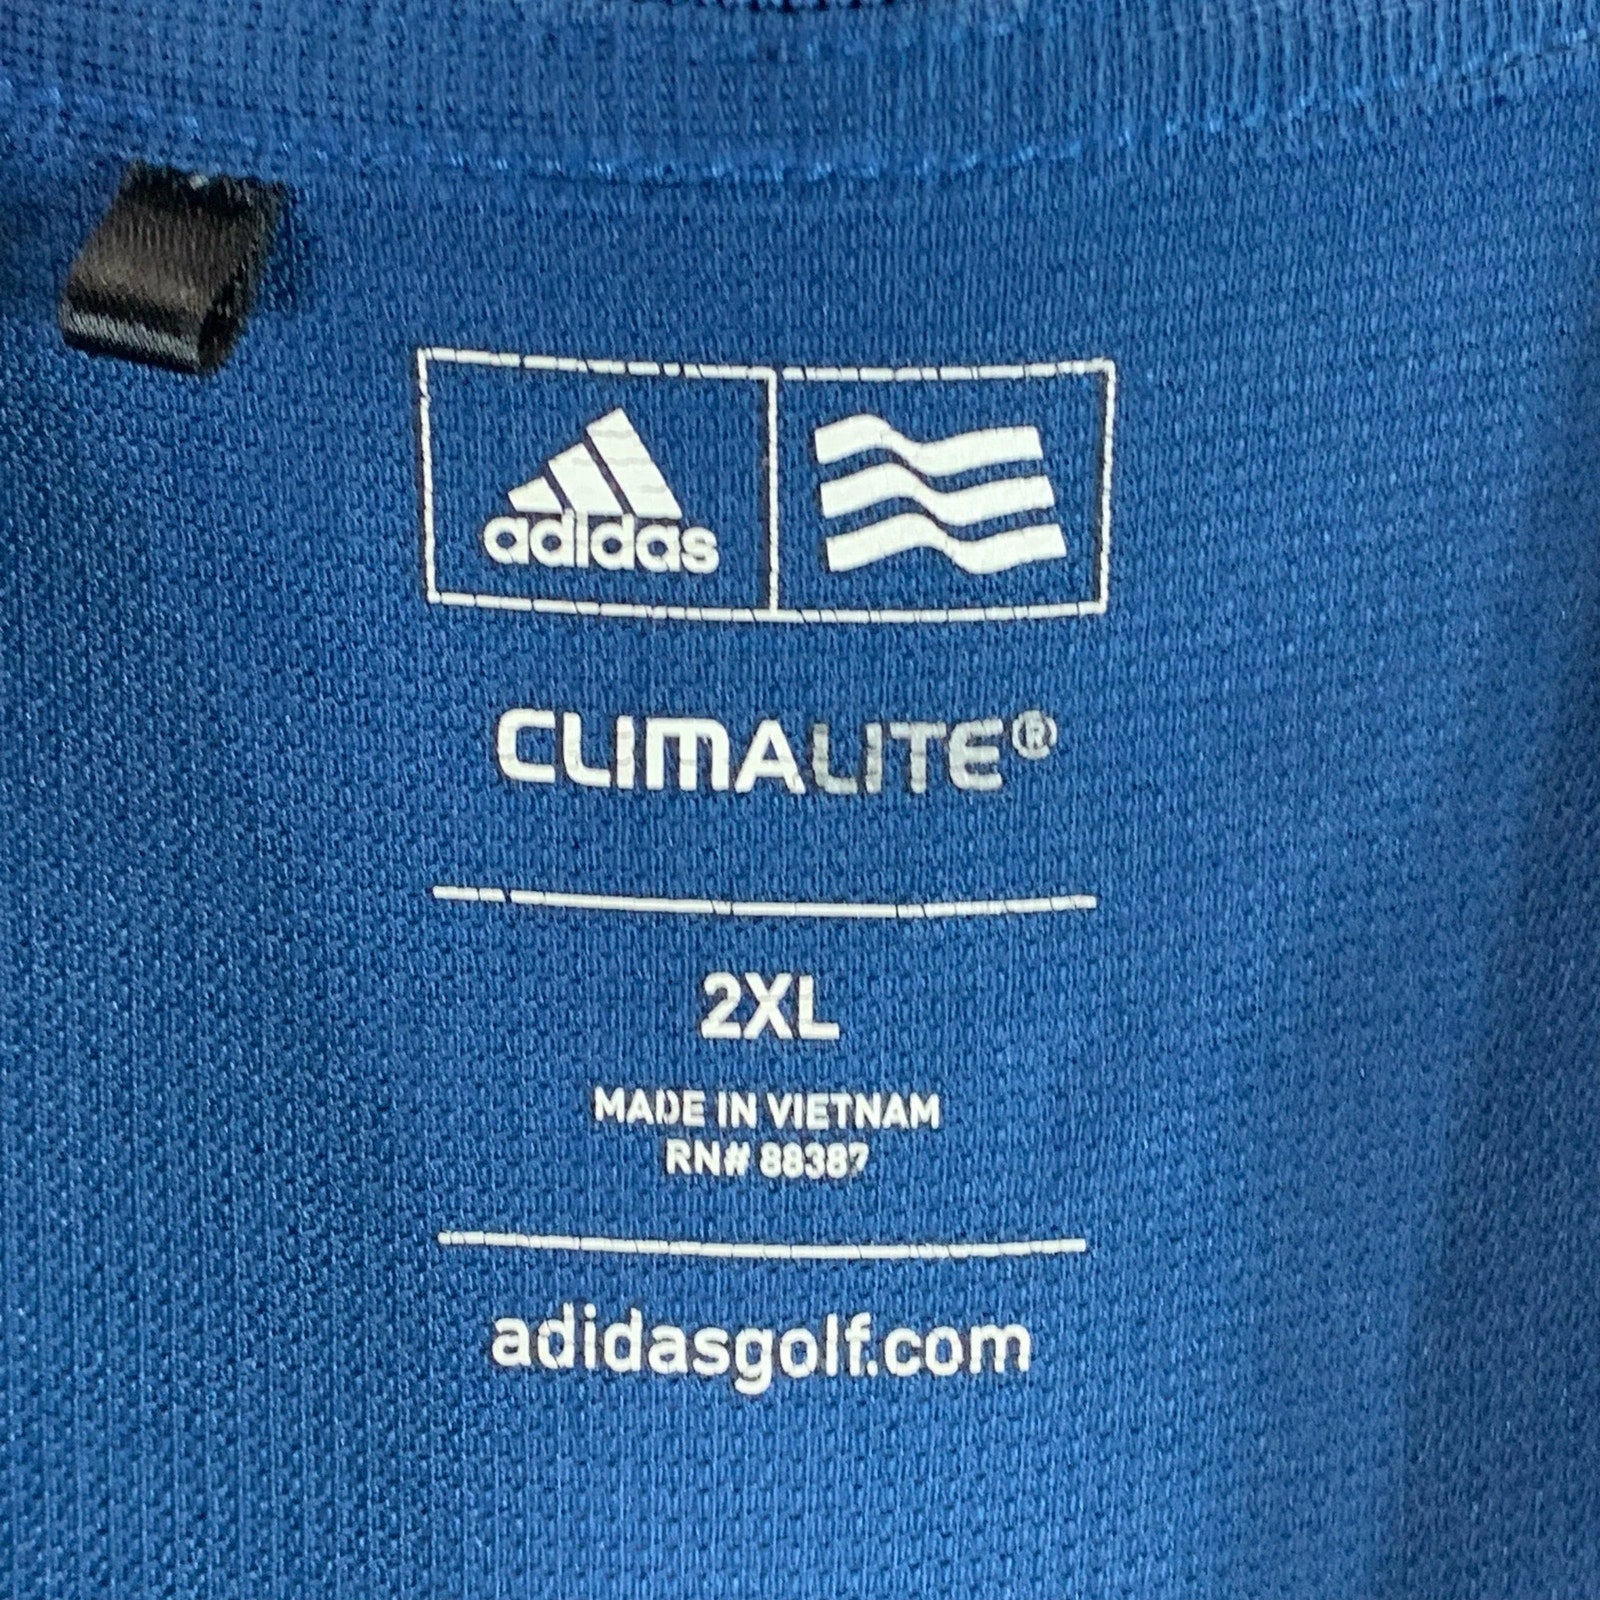 adidas
CLIMALITE®
2XL
MADE IN VIETNAM
RN# 88387
adidasgolf.com